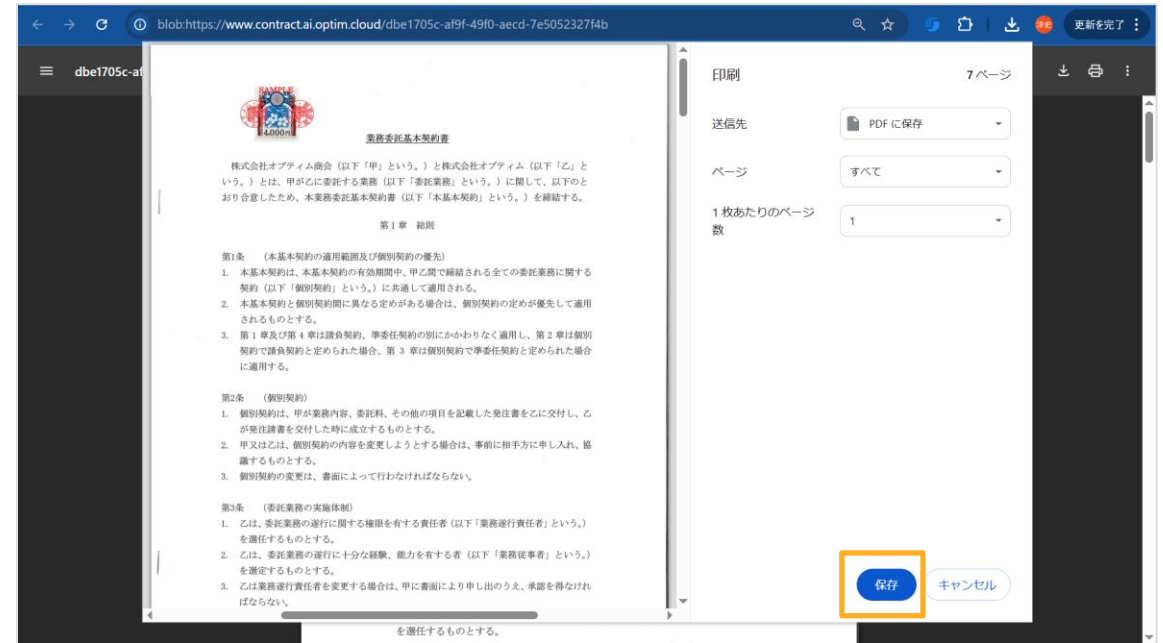 blob:https://www.contract.ai.optim.cloud/dbe1705c-af9f-49f0-aecd-7e5052327f4b
更新を完了
dbe1705c-af
SAMPLE
4,000円
業務委託基本契約書
株式会社オプティム商会（以下「甲」という。）と株式会社オプティム（以下「乙」と
いう。）とは、甲が乙に委託する業務（以下「委託業務」という。）に関して、以下のと
おり合意したため、本業務委託基本契約書（以下「本基本契約」という。）を締結する。
第１章　総則
第1条　（本基本契約の適用範囲及び個別契約の優先）
1. 本基本契約は、本基本契約の有効期間中、甲乙間で締結される全ての委託業務に関する
契約（以下「個別契約」という。）に共通して適用される。
2. 本基本契約と個別契約間に異なる定めがある場合は、個別契約の定めが優先して適用
されるものとする。
3. 第１章及び第４章は請負契約、準委任契約の別にかかわりなく適用し、第２章は個別
契約で請負契約と定められた場合、第３章は個別契約で準委任契約と定められた場合
に適用する。
第2条　（個別契約）
1. 個別契約は、甲が業務内容、委託料、その他の項目を記載した発注書を乙に交付し、乙
が発注請書を交付した時に成立するものとする。
2. 甲又は乙は、個別契約の内容を変更しようとする場合は、事前に相手方に申し入れ、協
議するものとする。
3. 個別契約の変更は、書面によって行わなければならない。
第3条　（委託業務の実施体制）
1. 乙は、委託業務の遂行に関する権限を有する責任者（以下「業務遂行責任者」という。）
を選任するものとする。
2. 乙は、委託業務の遂行に十分な経験、能力を有する者（以下「業務従事者」という。）
を選定するものとする。
3. 乙は業務遂行責任者を変更する場合は、甲に書面により申し出のうえ、承認を得なけれ
ばならない。
を選任するものとする。
印刷
7 ページ
送信先
PDF に保存
ページ
すべて
1 枚あたりのページ
数
1
保存
キャンセル